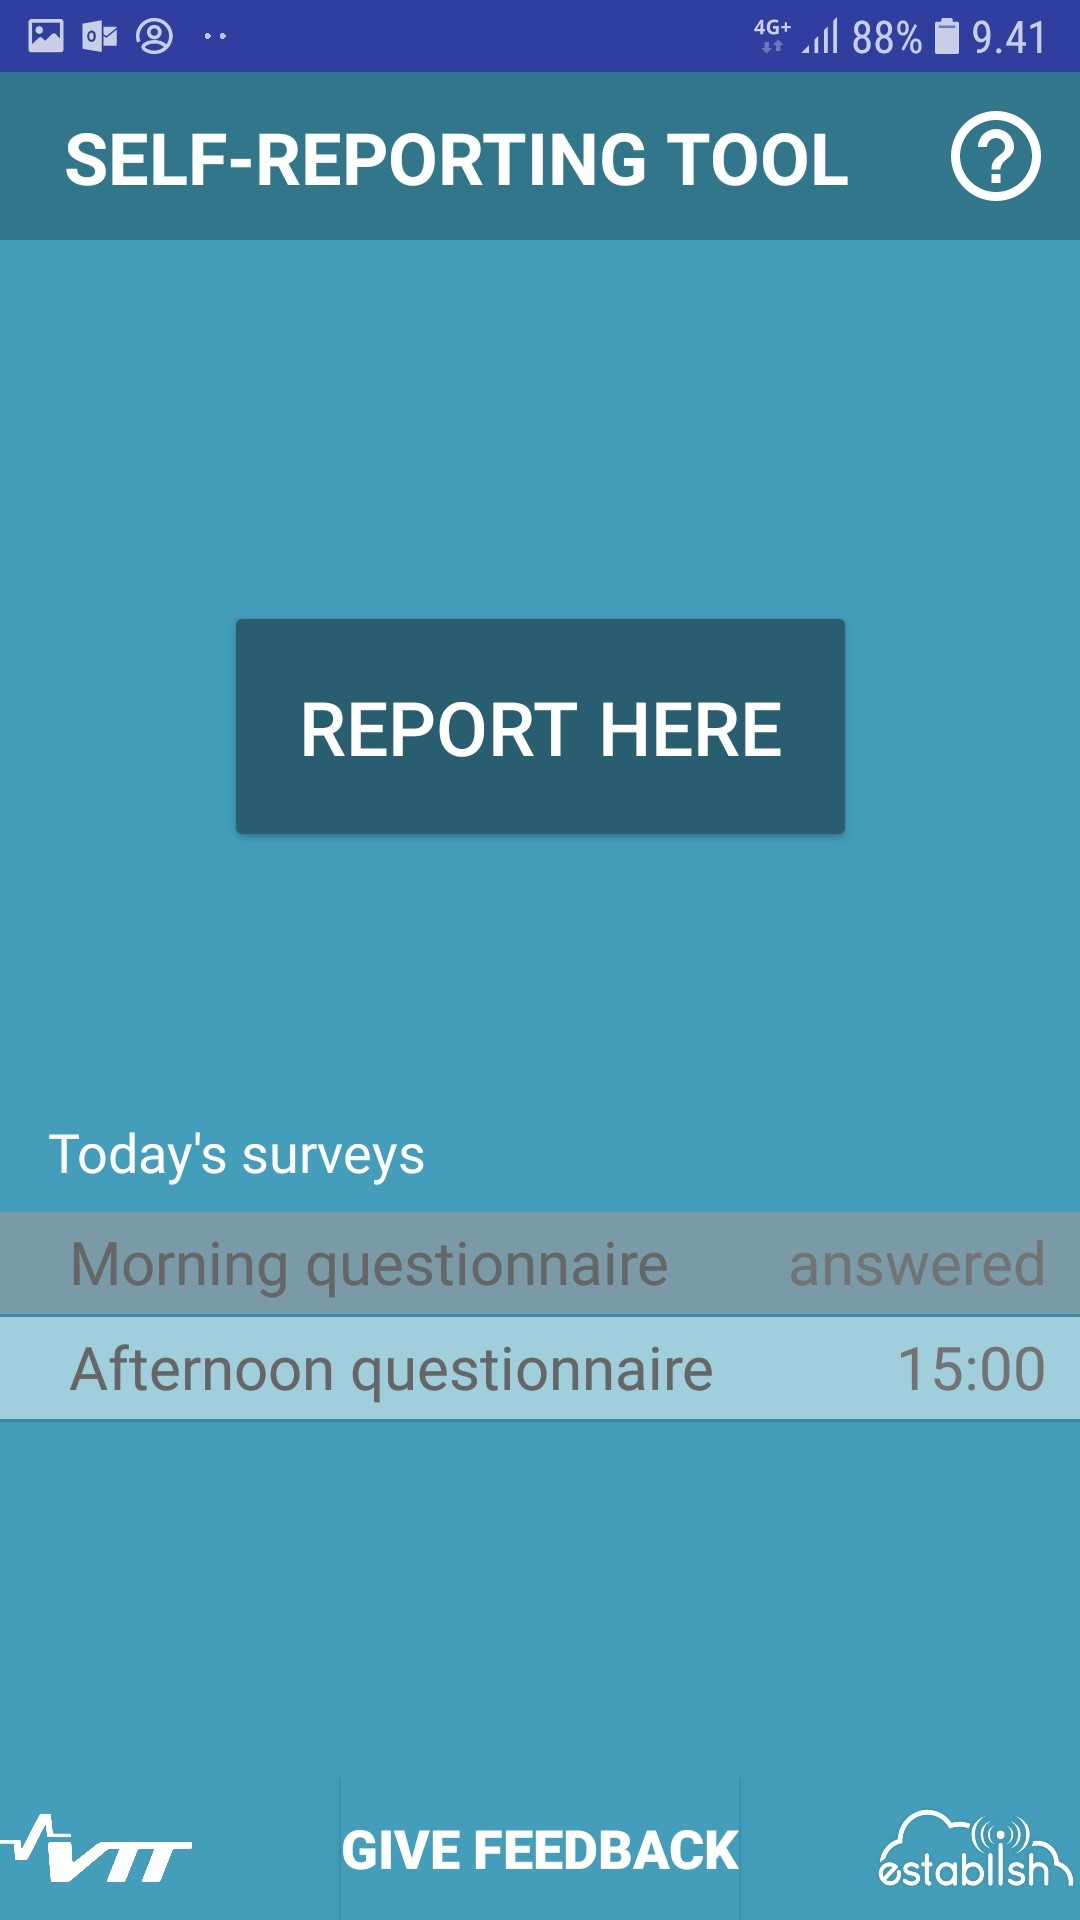 4G+ 88% 9.41
SELF-REPORTING TOOL ?
REPORT HERE
Today's surveys
Morning questionnaire answered
Afternoon questionnaire 15:00
VTT GIVE FEEDBACK establish